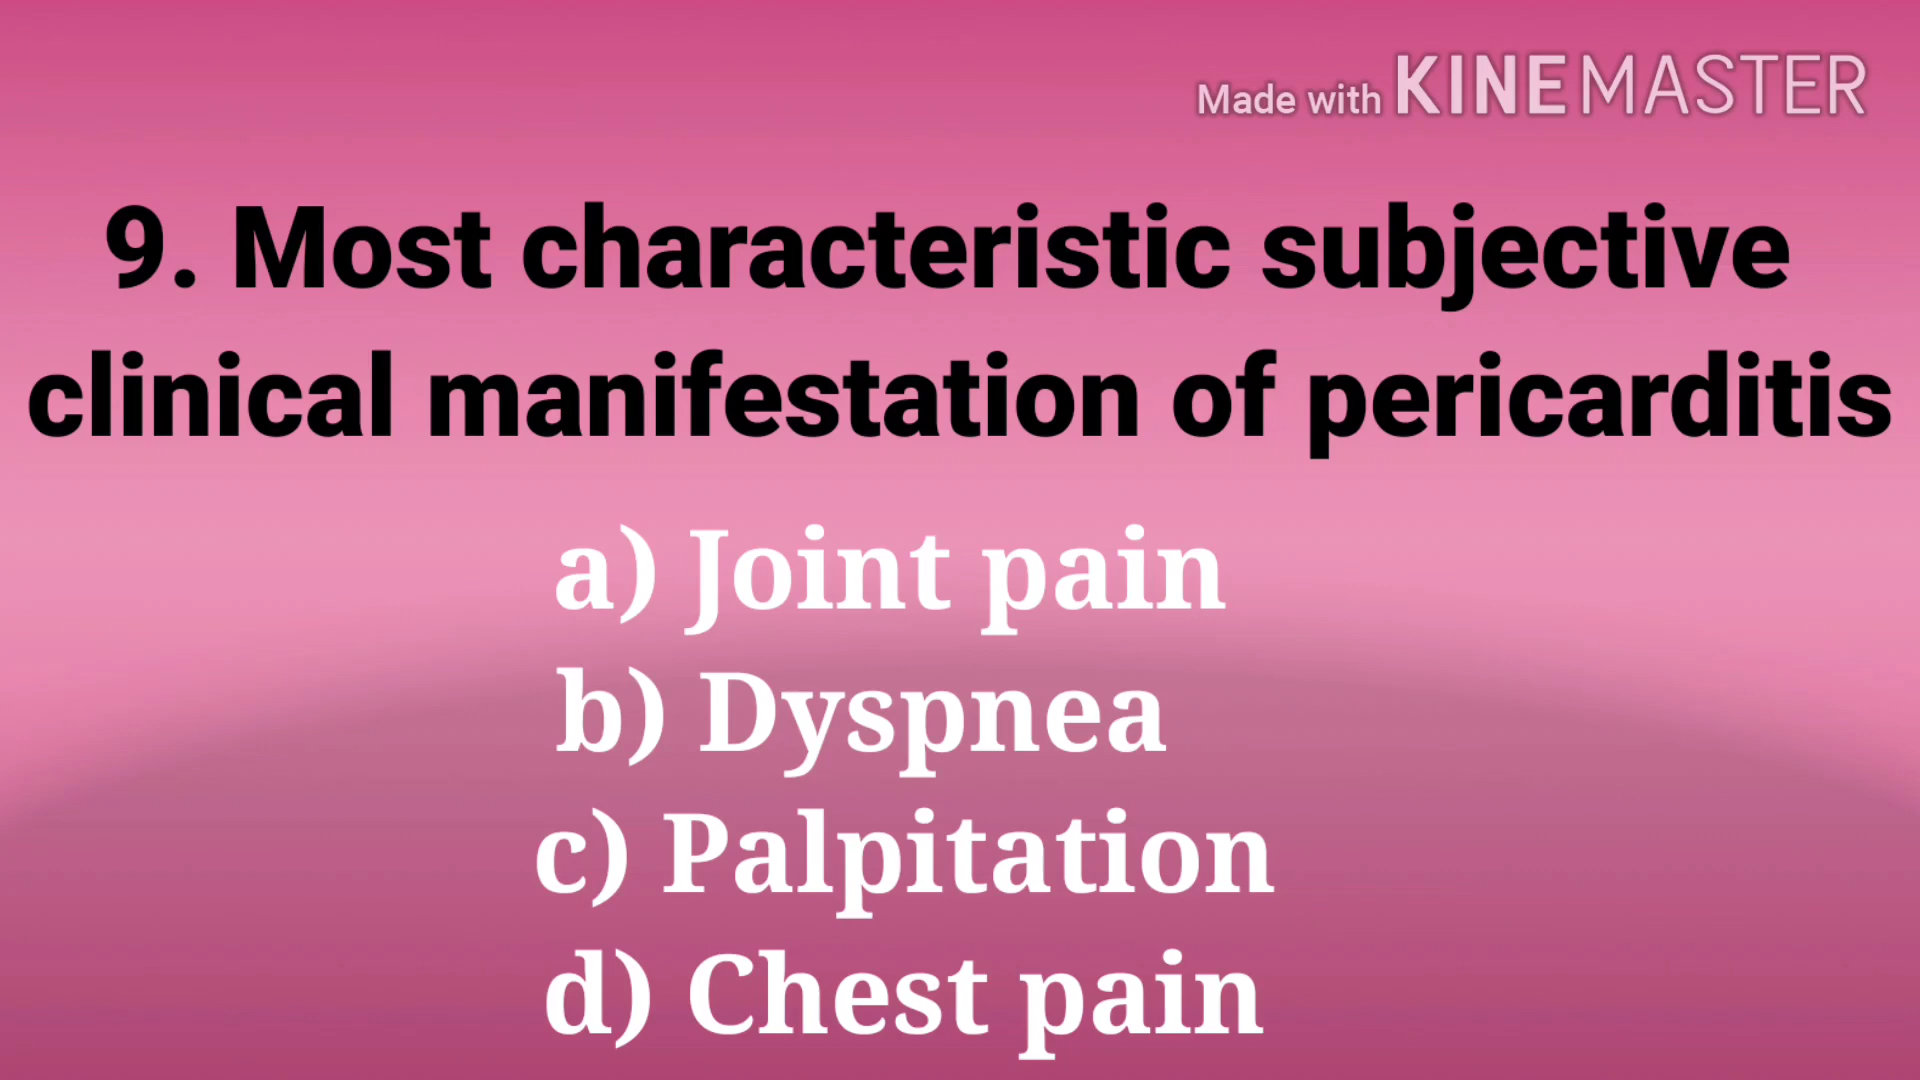 Made with KINEMASTER
9. Most characteristic subjective
clinical manifestation of pericarditis
a) Joint pain
b) Dyspnea
c) Palpitation
d) Chest pain